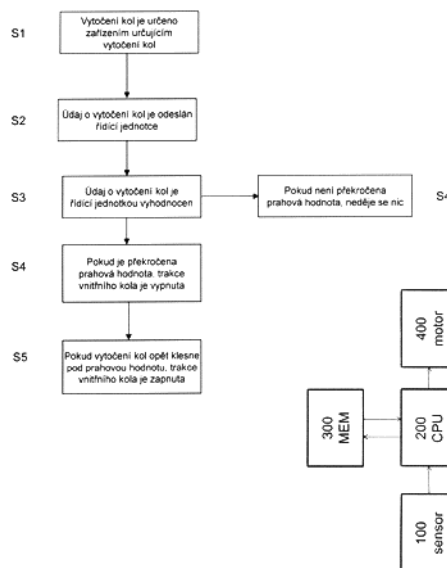 S1
Vytočení kol je určeno
zařízením určujícím
vytočení kol
S2
Údaj o vytočení kol je odeslán
řídící jednotce
S3
Údaj o vytočení kol je
řídící jednotkou vyhodnocen
Pokud není překročena
prahová hodnota, neděje se nic
S4
S4
Pokud je překročena
prahová hodnota, trakce
vnitřního kola je vypnuta
S5
Pokud vytočení kol opět klesne
pod prahovou hodnotu, trakce
vnitřního kola je zapnuta
400
motor
300
MEM
200
CPU
100
sensor